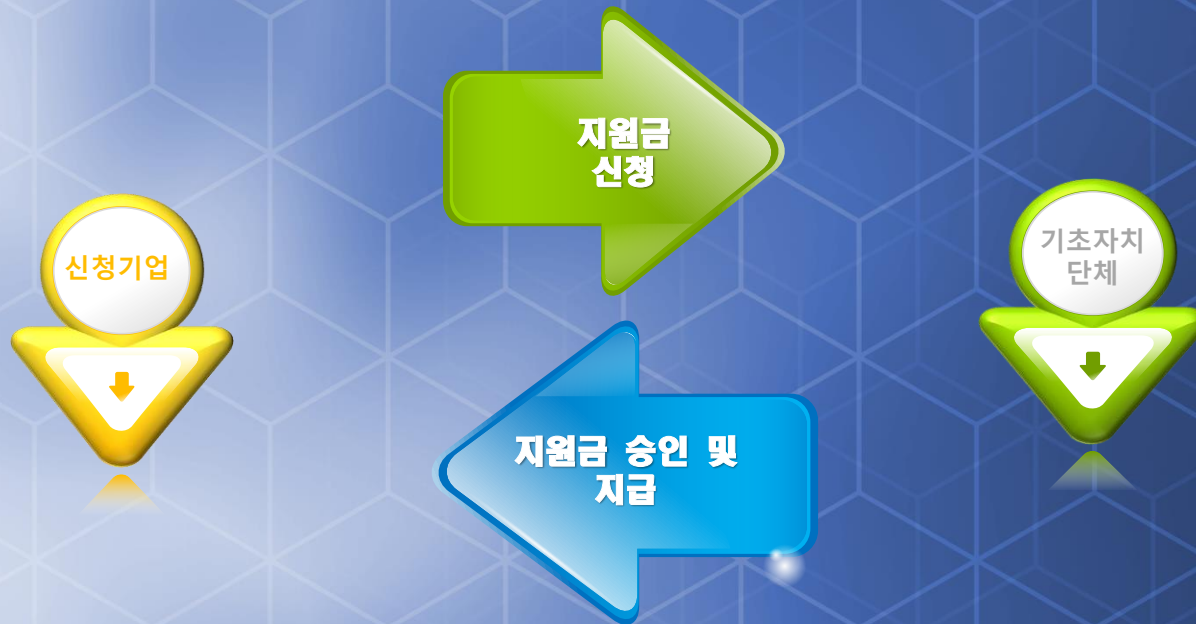 지원금
신청
신청기업
기초자치
단체
지원금 승인 및
지급